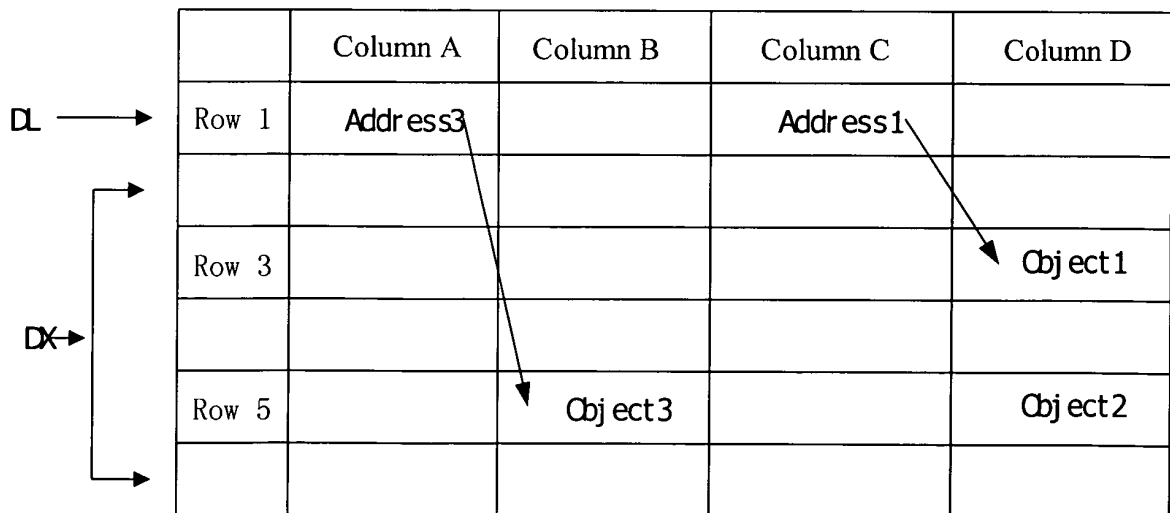 Column A Column B Column C Column D
DL Row 1 Address3 Address1
Row 3 Object1
DX
Row 5 Object3 Object2